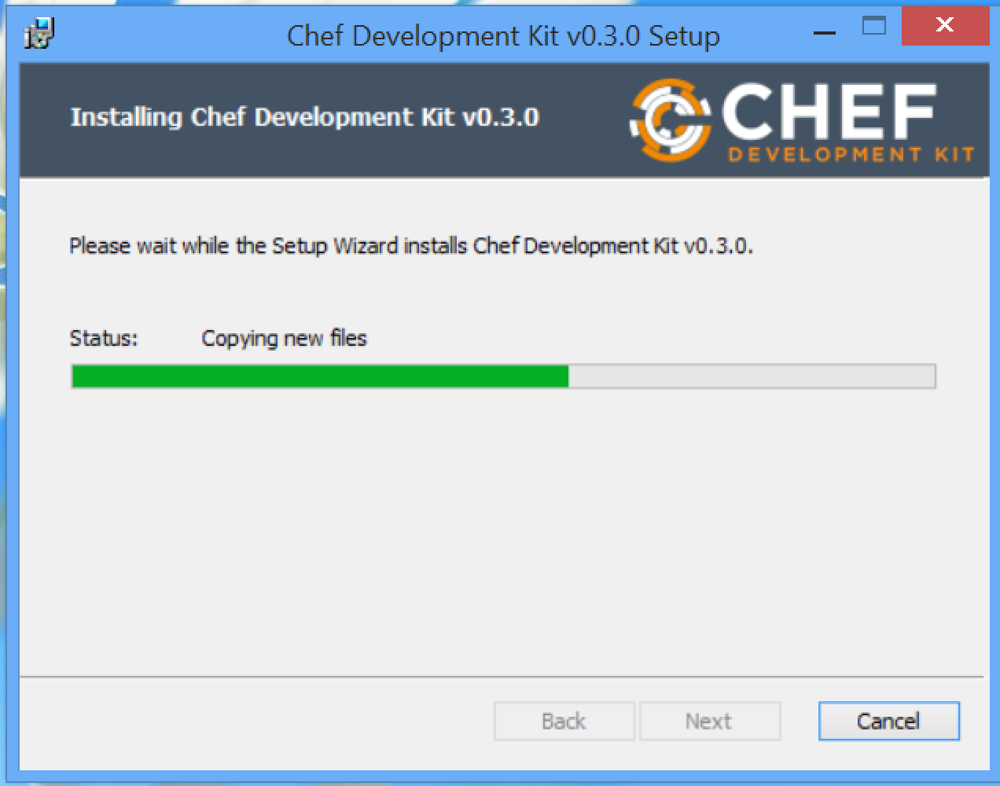 Chef Development Kit v0.3.0 Setup
Installing Chef Development Kit v0.3.0
CHEF
DEVELOPMENT KIT
Please wait while the Setup Wizard installs Chef Development Kit v0.3.0.
Status: Copying new files
Back Next Cancel